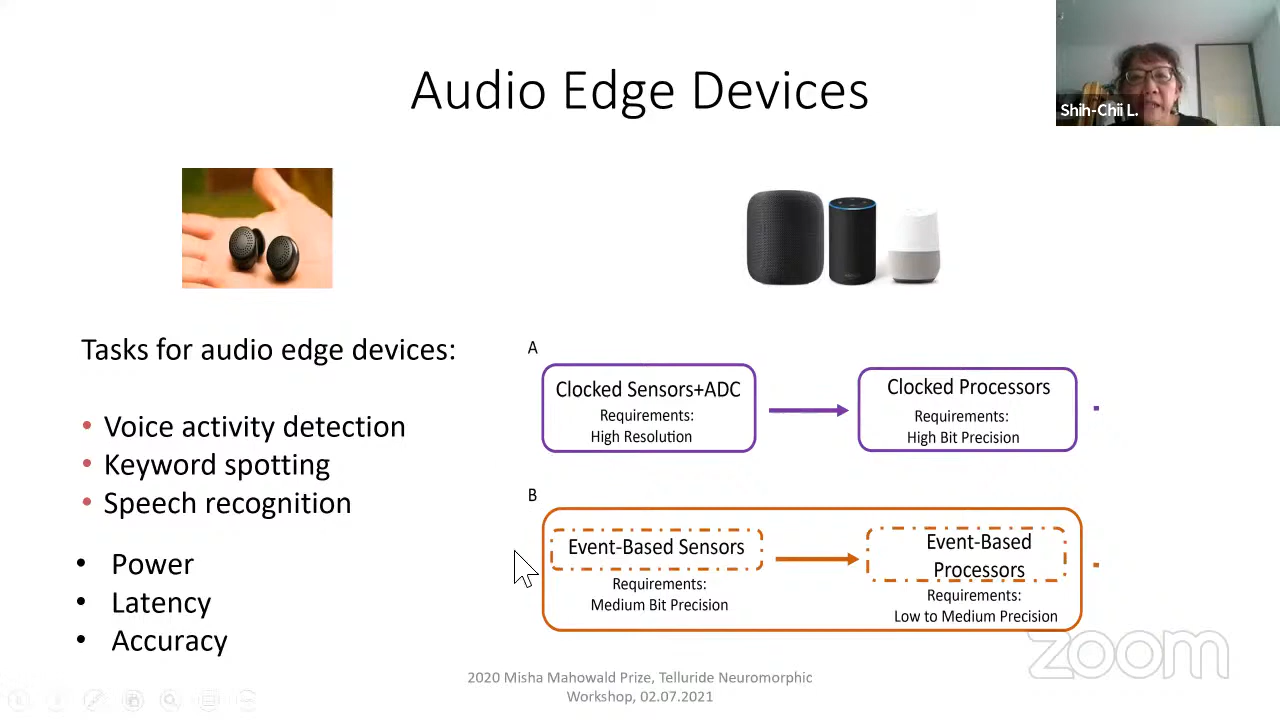 Audio Edge Devices
Shih-Chii L.
Tasks for audio edge devices:
• Voice activity detection
• Keyword spotting
• Speech recognition
• Power
• Latency
• Accuracy
A
Clocked Sensors+ADC
Requirements:
High Resolution
Clocked Processors
Requirements:
High Bit Precision
B
Event-Based Sensors
Requirements:
Medium Bit Precision
Event-Based
Processors
Requirements:
Low to Medium Precision
zoom
2020 Misha Mahowald Prize, Telluride Neuromorphic
Workshop, 02.07.2021